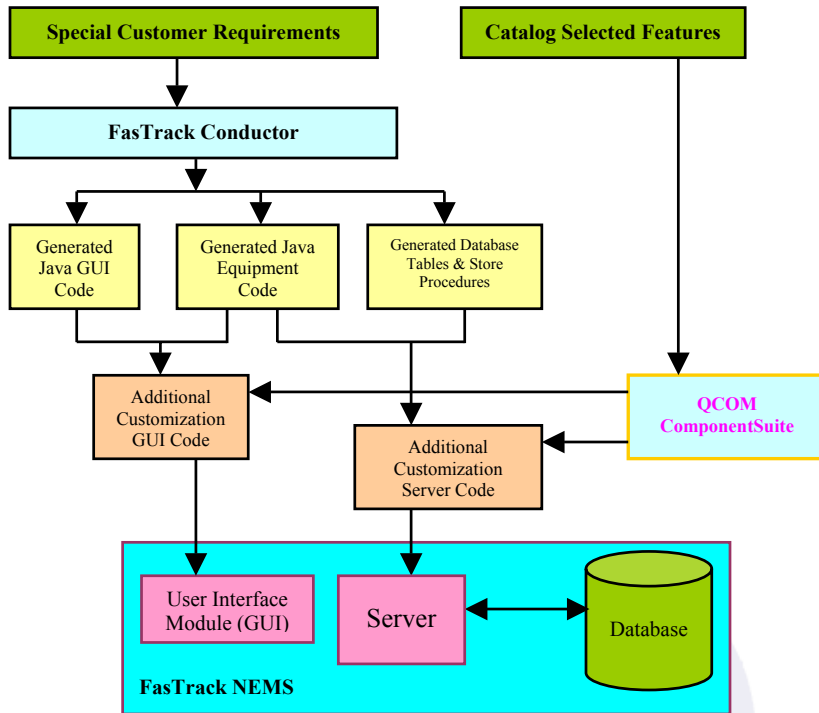 Special Customer Requirements
Catalog Selected Features
FasTrack Conductor
Generated
Java GUI
Code
Generated Java
Equipment
Code
Generated Database
Tables & Store
Procedures
Additional
Customization
GUI Code
QCOM
ComponentSuite
Additional
Customization
Server Code
User Interface
Module (GUI)
Server
Database
FasTrack NEMS